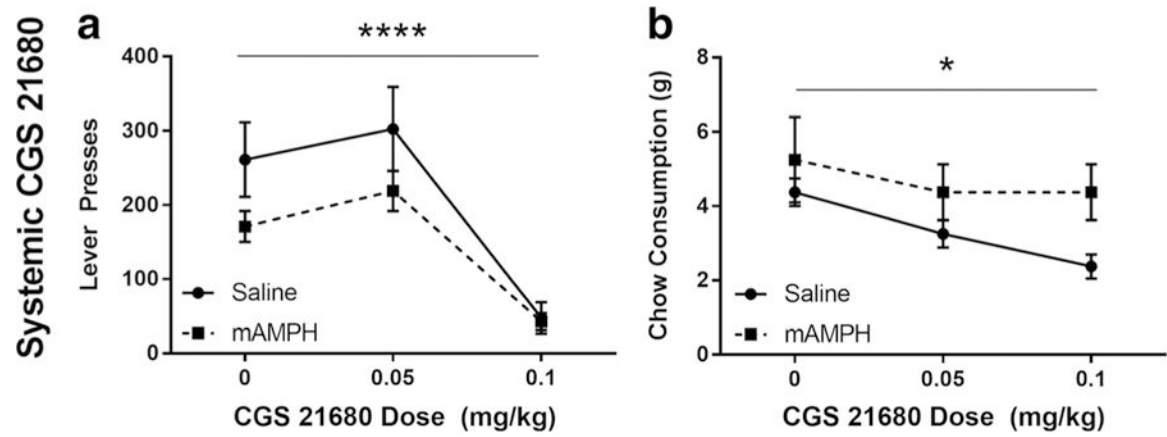 Systemic CGS 21680
a
****
400
300
200
100
0
Lever Presses
Saline
mAMPH
0 0.05 0.1
CGS 21680 Dose (mg/kg)
b
*
8
6
4
2
0
Chow Consumption (g)
Saline
mAMPH
0 0.05 0.1
CGS 21680 Dose (mg/kg)